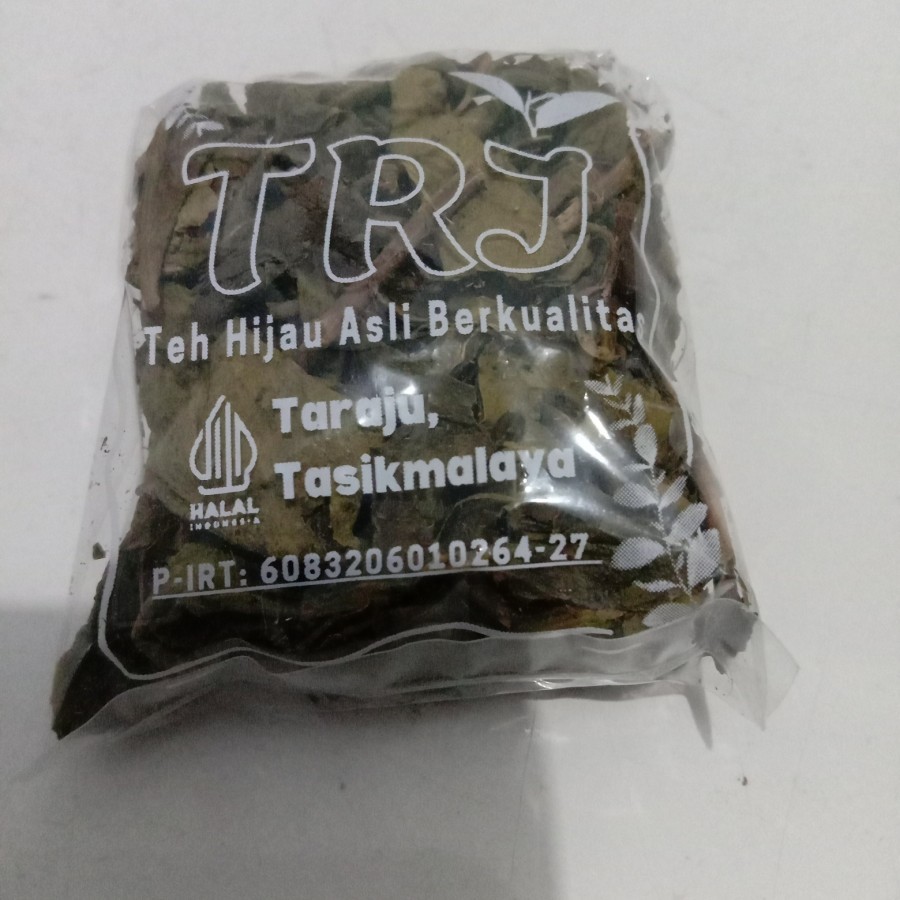 TRJ
Teh Hijau Asli Berkualitas
Taraju,
Tasikmalaya
HALAL
INDONESIA
P-IRT: 6083206010264-27